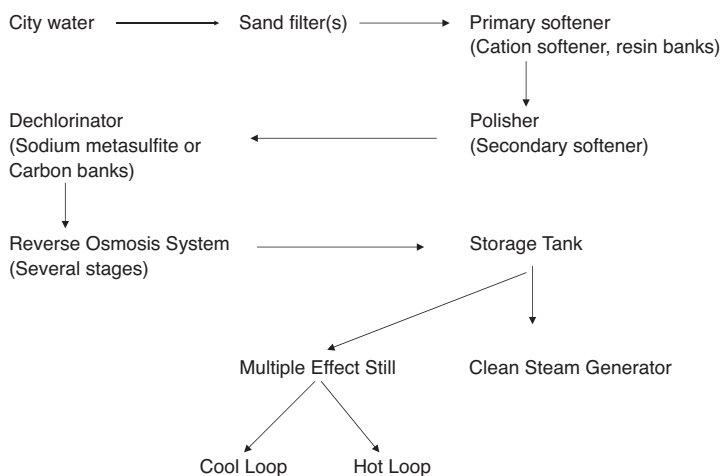 City water
Sand filter(s)
Primary softener
(Cation softener, resin banks)
Dechlorinator
(Sodium metasulfite or
Carbon banks)
Polisher
(Secondary softener)
Reverse Osmosis System
(Several stages)
Storage Tank
Multiple Effect Still
Clean Steam Generator
Cool Loop
Hot Loop